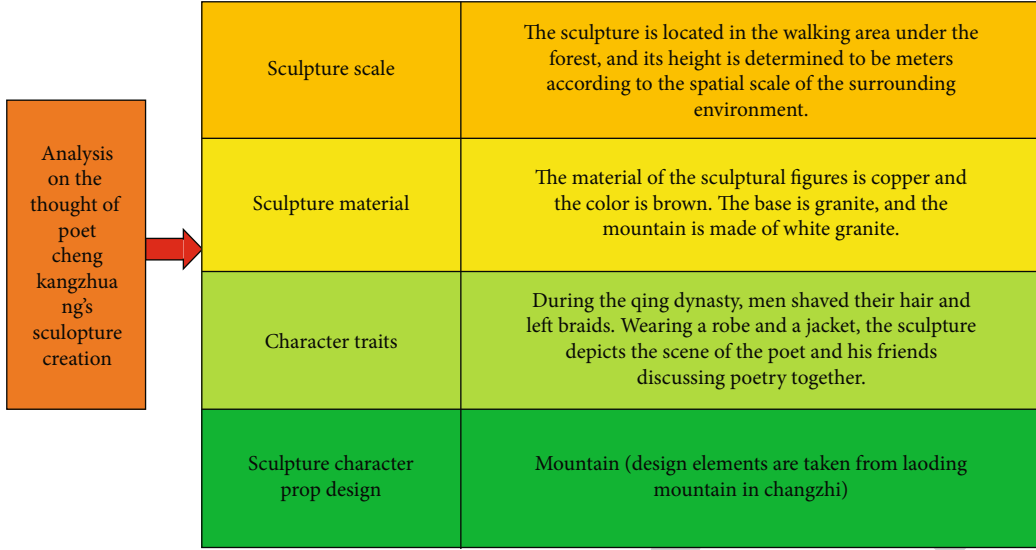 Analysis
on the
thought of
poet
cheng
kangzhua
ng's
sculopture
creation
Sculpture scale
The sculpture is located in the walking area under the
forest, and its height is determined to be meters
according to the spatial scale of the surrounding
environment.
Sculpture material
The material of the sculptural figures is copper and
the color is brown. The base is granite, and the
mountain is made of white granite.
Character traits
During the qing dynasty, men shaved their hair and
left braids. Wearing a robe and a jacket, the sculpture
depicts the scene of the poet and his friends
discussing poetry together.
Sculpture character
prop design
Mountain (design elements are taken from laoding
mountain in changzhi)